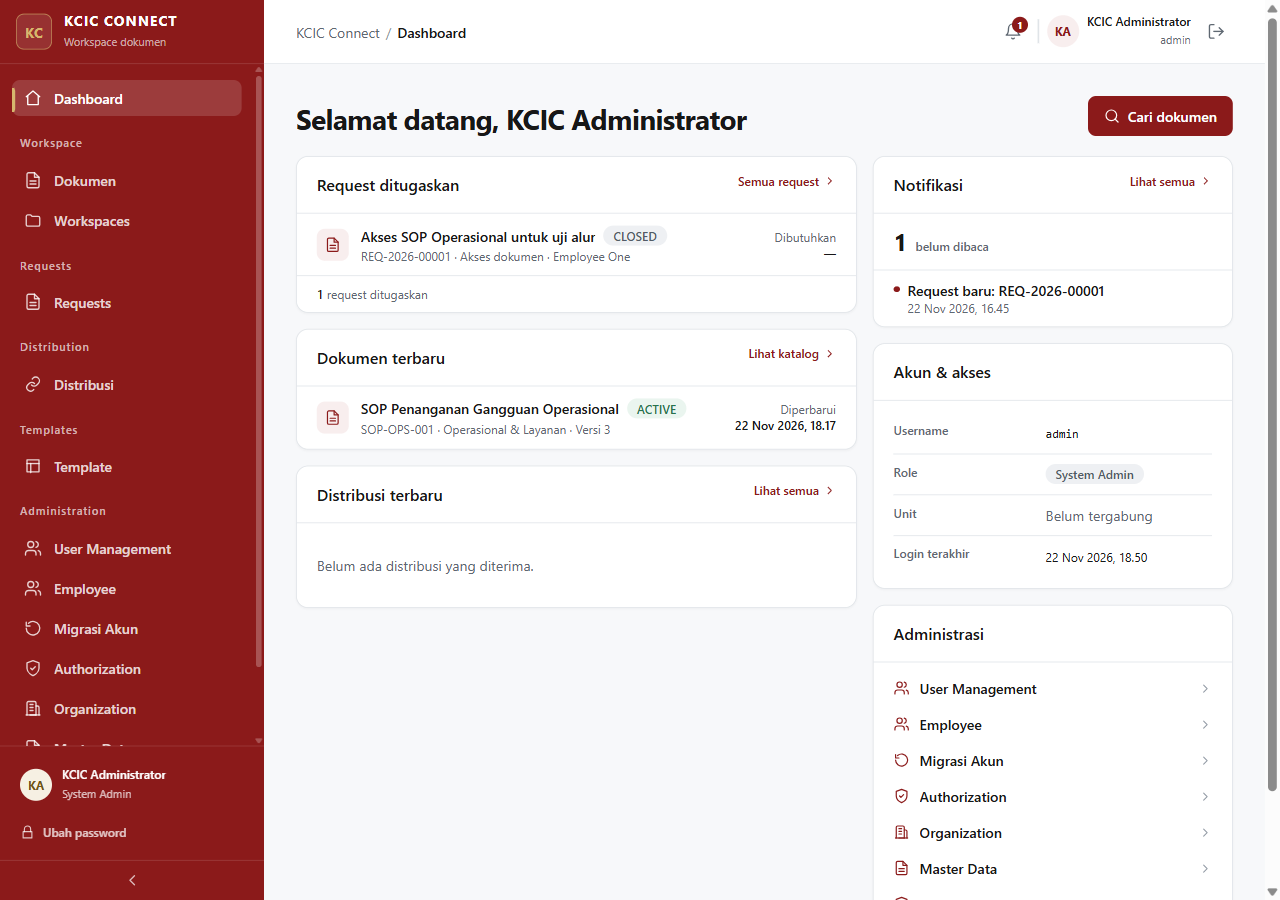 KC
KCIC CONNECT
Workspace dokumen
Dashboard
Workspace
Dokumen
Workspaces
Requests
Requests
Distribution
Distribusi
Templates
Template
Administration
User Management
Employee
Migrasi Akun
Authorization
Organization
KA
KCIC Administrator
System Admin
Ubah password
KCIC Connect / Dashboard
1
KA
KCIC Administrator
admin
Selamat datang, KCIC Administrator
Cari dokumen
Request ditugaskan
Semua request
Akses SOP Operasional untuk uji alur CLOSED
REQ-2026-00001 · Akses dokumen · Employee One
Dibutuhkan
—
1 request ditugaskan
Dokumen terbaru
Lihat katalog
SOP Penanganan Gangguan Operasional ACTIVE
SOP-OPS-001 · Operasional & Layanan · Versi 3
Diperbarui
22 Nov 2026, 18.17
Distribusi terbaru
Lihat semua
Belum ada distribusi yang diterima.
Notifikasi
Lihat semua
1 belum dibaca
Request baru: REQ-2026-00001
22 Nov 2026, 16.45
Akun & akses
Username admin
Role System Admin
Unit Belum tergabung
Login terakhir 22 Nov 2026, 18.50
Administrasi
User Management
Employee
Migrasi Akun
Authorization
Organization
Master Data